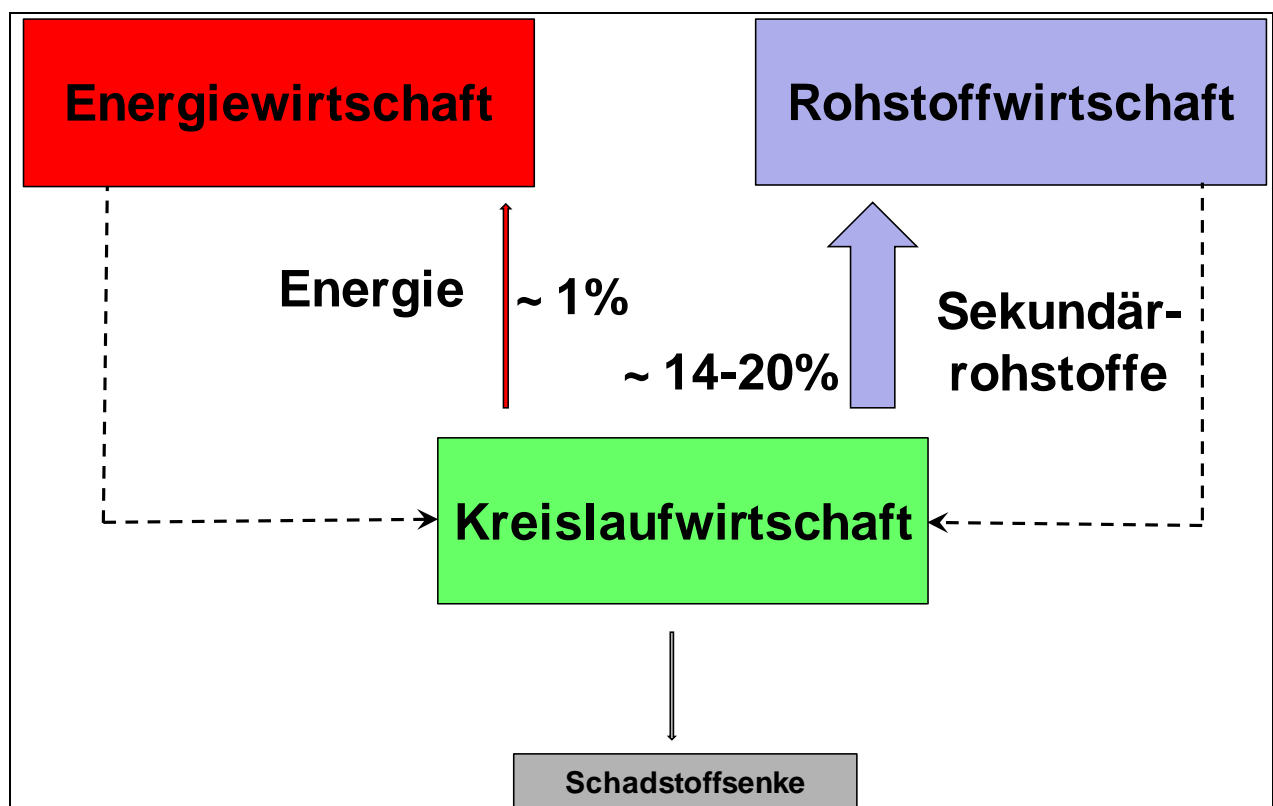 Energiewirtschaft
Rohstoffwirtschaft
Energie
~ 1%
~ 14-20%
Sekundär-
rohstoffe
Kreislaufwirtschaft
Schadstoffsenke